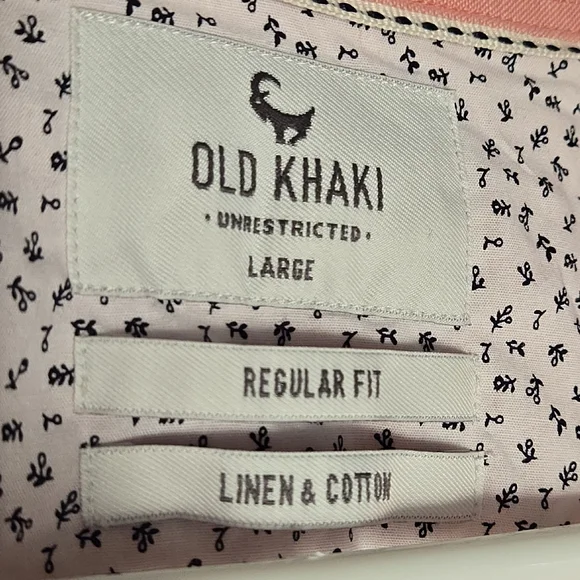 OLD KHAKI
• UNRESTRICTED •
LARGE
REGULAR FIT
LINEN & COTTON